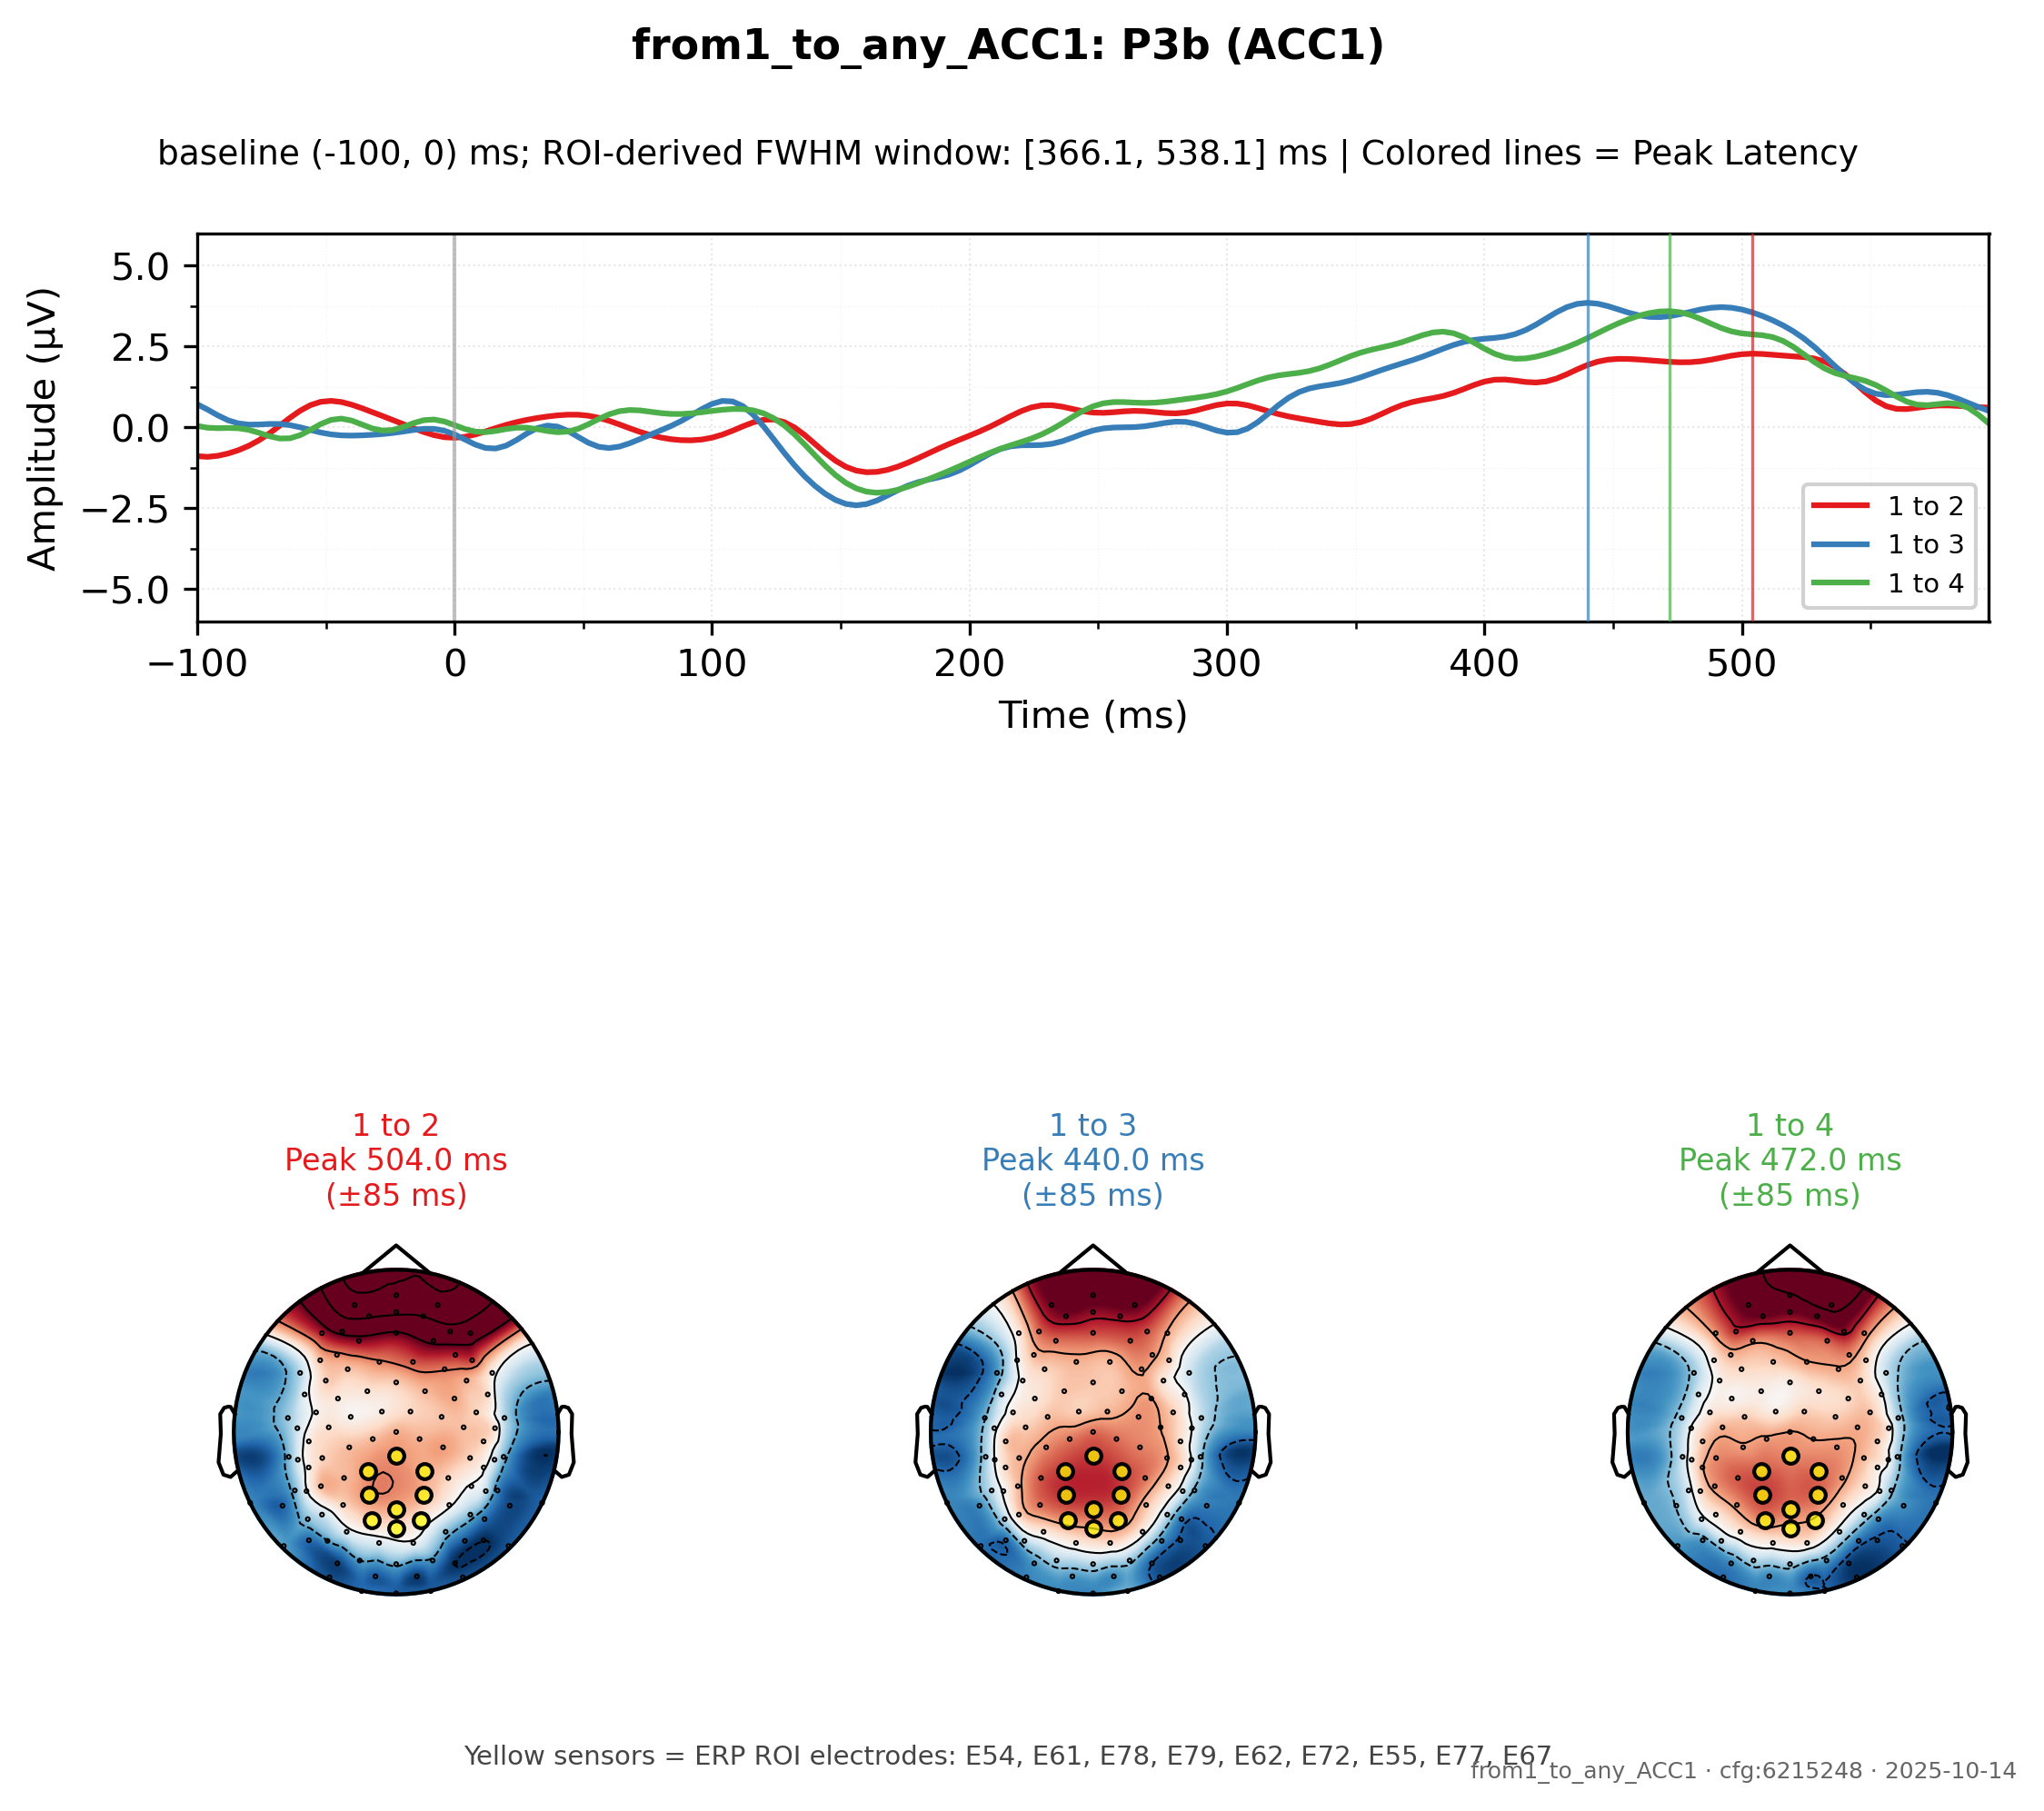 from1_to_any_ACC1: P3b (ACC1)
baseline (-100, 0) ms; ROI-derived FWHM window: [366.1, 538.1] ms | Colored lines = Peak Latency
Amplitude (µV)
5.0
2.5
0.0
−2.5
−5.0
1 to 2
1 to 3
1 to 4
−100
0
100
200
300
400
500
Time (ms)
1 to 2
Peak 504.0 ms
(±85 ms)
1 to 3
Peak 440.0 ms
(±85 ms)
1 to 4
Peak 472.0 ms
(±85 ms)
Yellow sensors = ERP ROI electrodes: E54, E61, E78, E79, E62, E72, E55, E77, E67
from1_to_any_ACC1 · cfg:6215248 · 2025-10-14